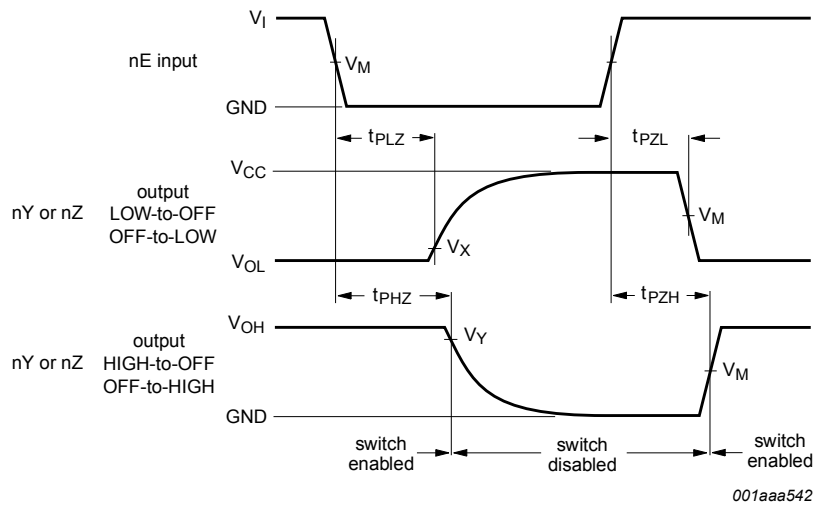 VI
nE input
VM
GND
tPLZ
tPZL
VCC
output
nY or nZ
LOW-to-OFF
OFF-to-LOW
VM
VX
VOL
tPHZ
tPZH
VOH
output
nY or nZ
HIGH-to-OFF
OFF-to-HIGH
VY
VM
GND
switch
enabled
switch
disabled
switch
enabled
001aaa542